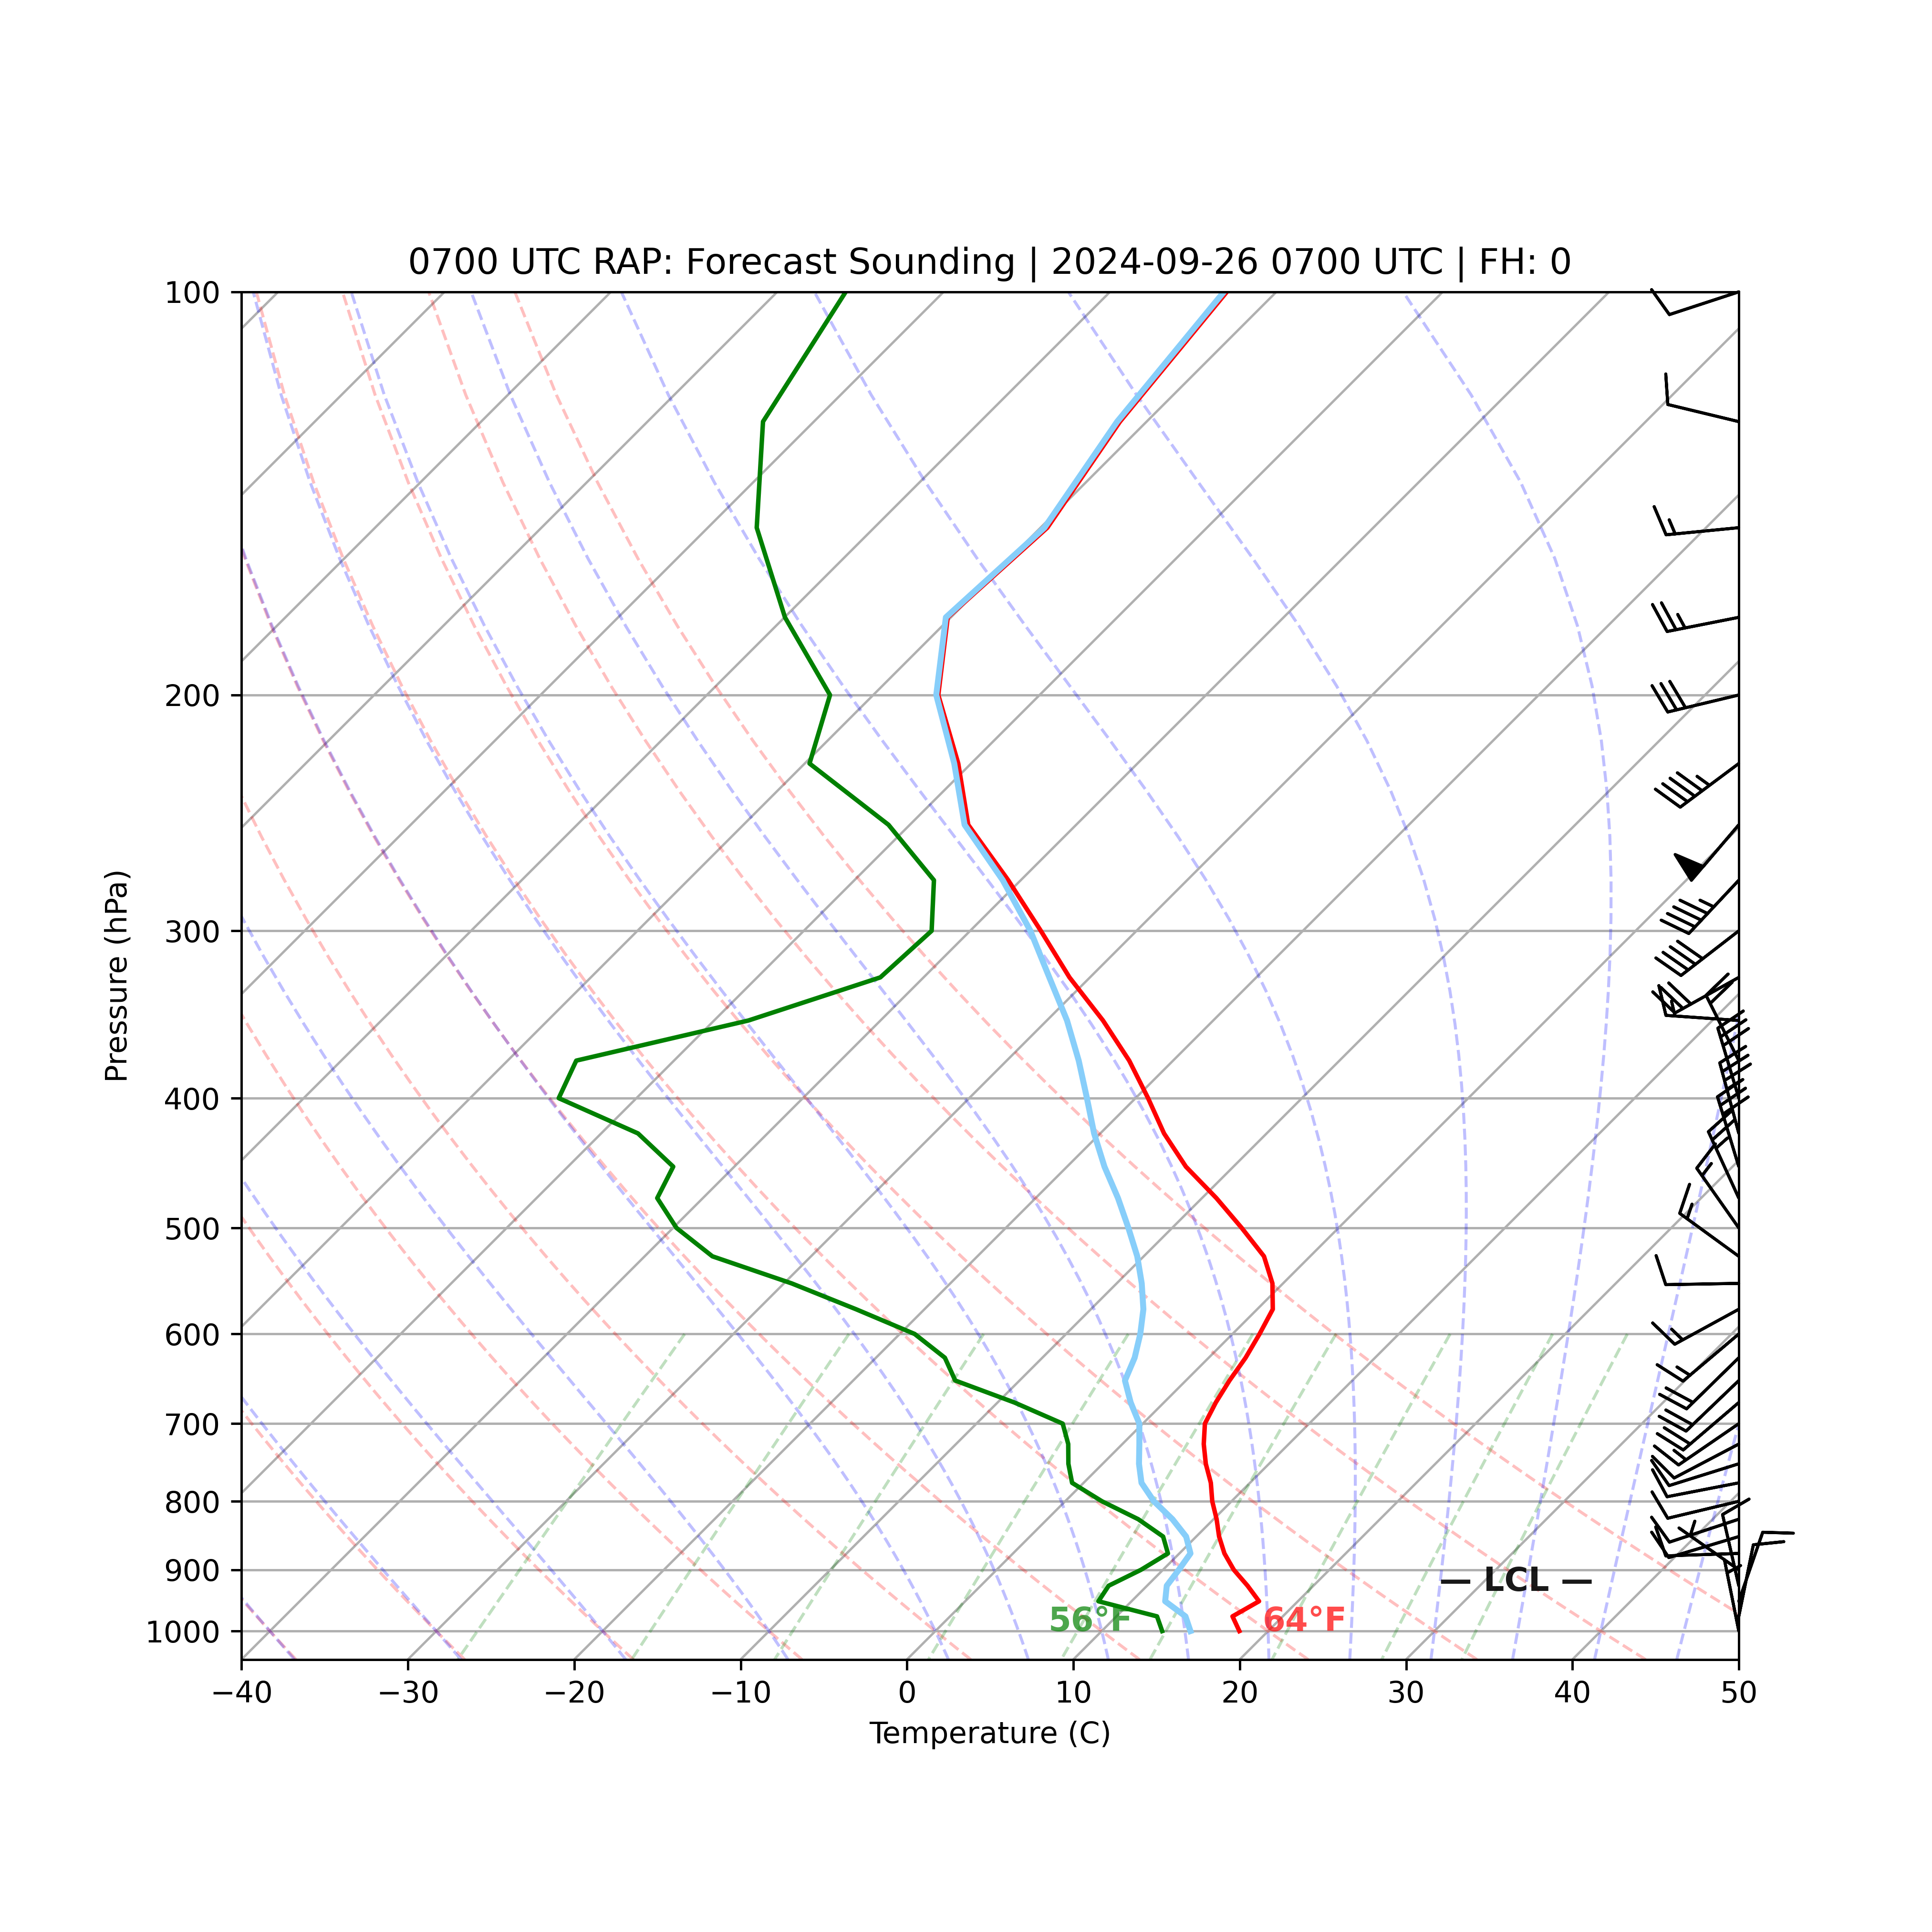 0700 UTC RAP: Forecast Sounding | 2024-09-26 0700 UTC | FH: 0
100
200
300
400
500
600
700
800
900
1000
Pressure (hPa)
— LCL —
56°F
64°F
−40 −30 −20 −10 0 10 20 30 40 50
Temperature (C)